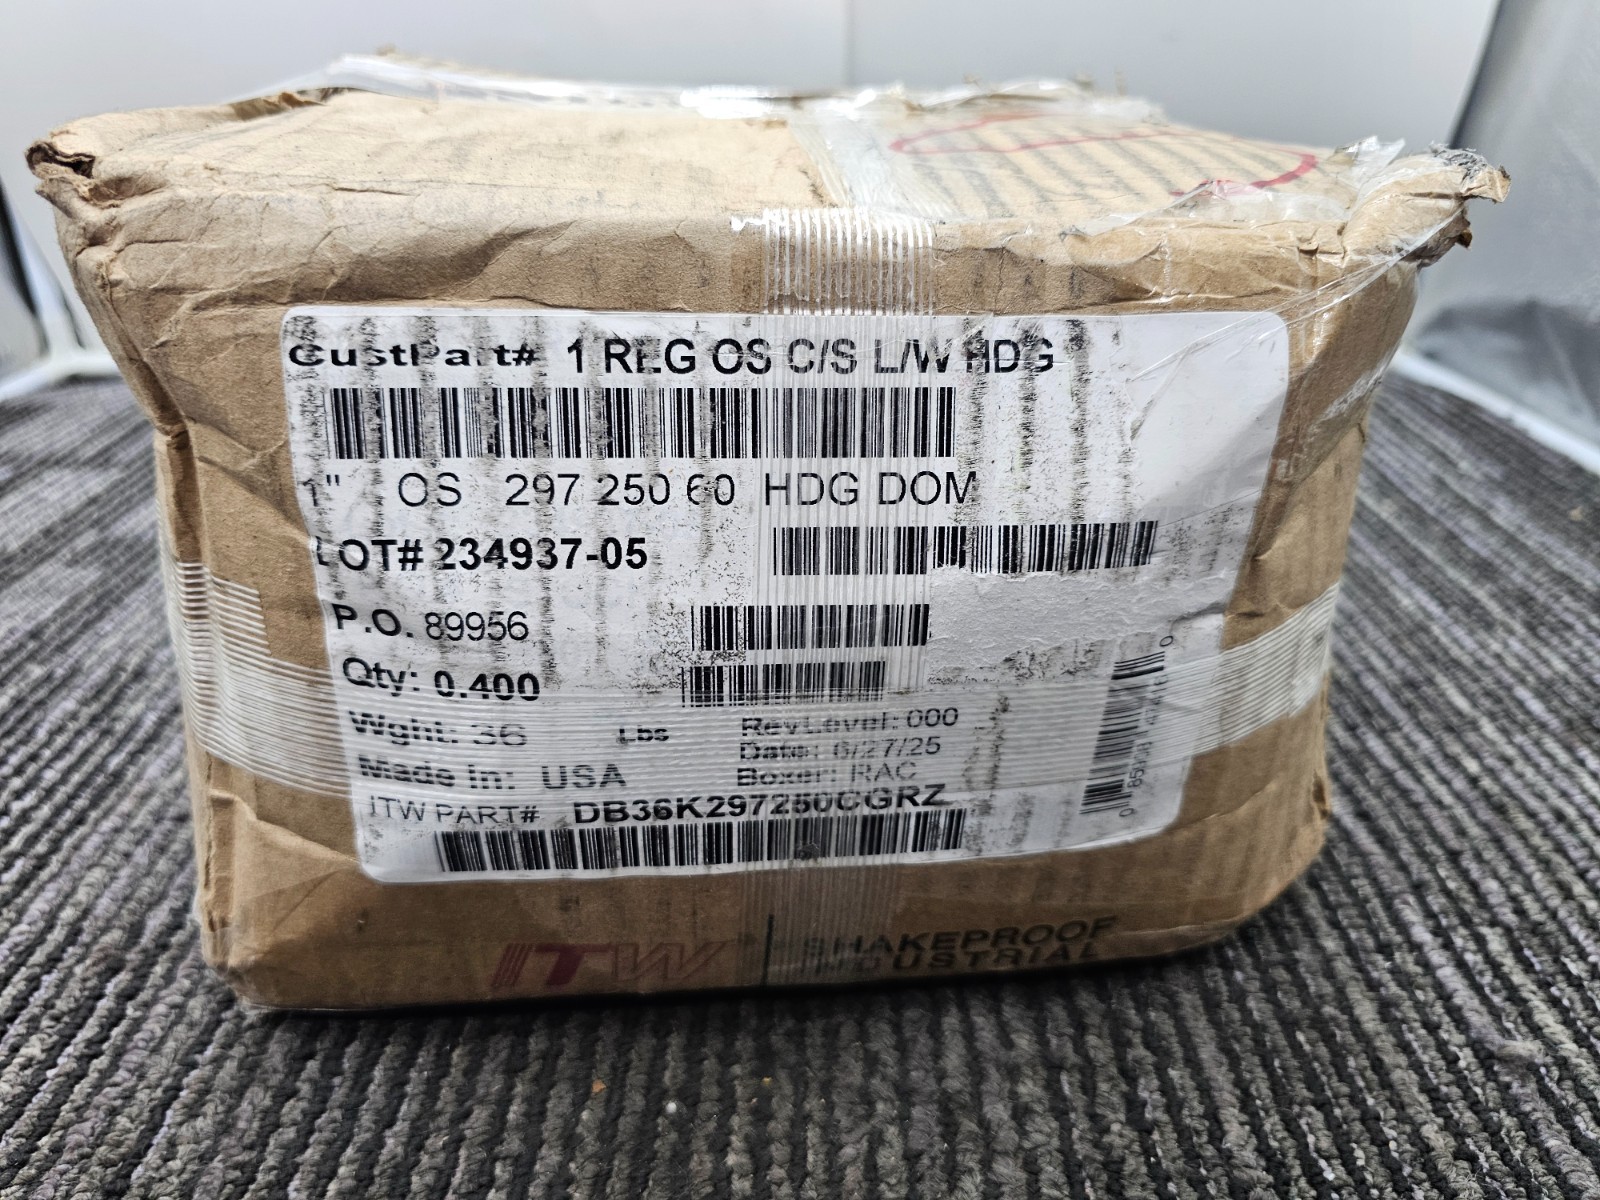 CustPart# 1 REG OS C/S L/W HDG
1" OS 297 250 60 HDG DOM
LOT# 234937-05
P.O. 89956
Qty: 0.400
Wght: 36 Lbs
RevLevel: 000
Date: 6/27/25
Made in: USA
Boxer: RAC
ITW PART# DB36K297250CGRZ
ITW SHAKEPROOF
INDUSTRIAL